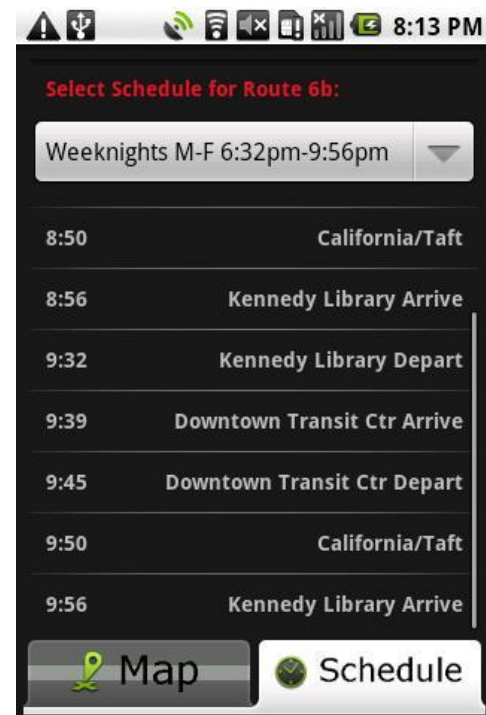 8:13 PM
Select Schedule for Route 6b:
Weeknights M-F 6:32pm-9:56pm
8:50 California/Taft
8:56 Kennedy Library Arrive
9:32 Kennedy Library Depart
9:39 Downtown Transit Ctr Arrive
9:45 Downtown Transit Ctr Depart
9:50 California/Taft
9:56 Kennedy Library Arrive
Map Schedule